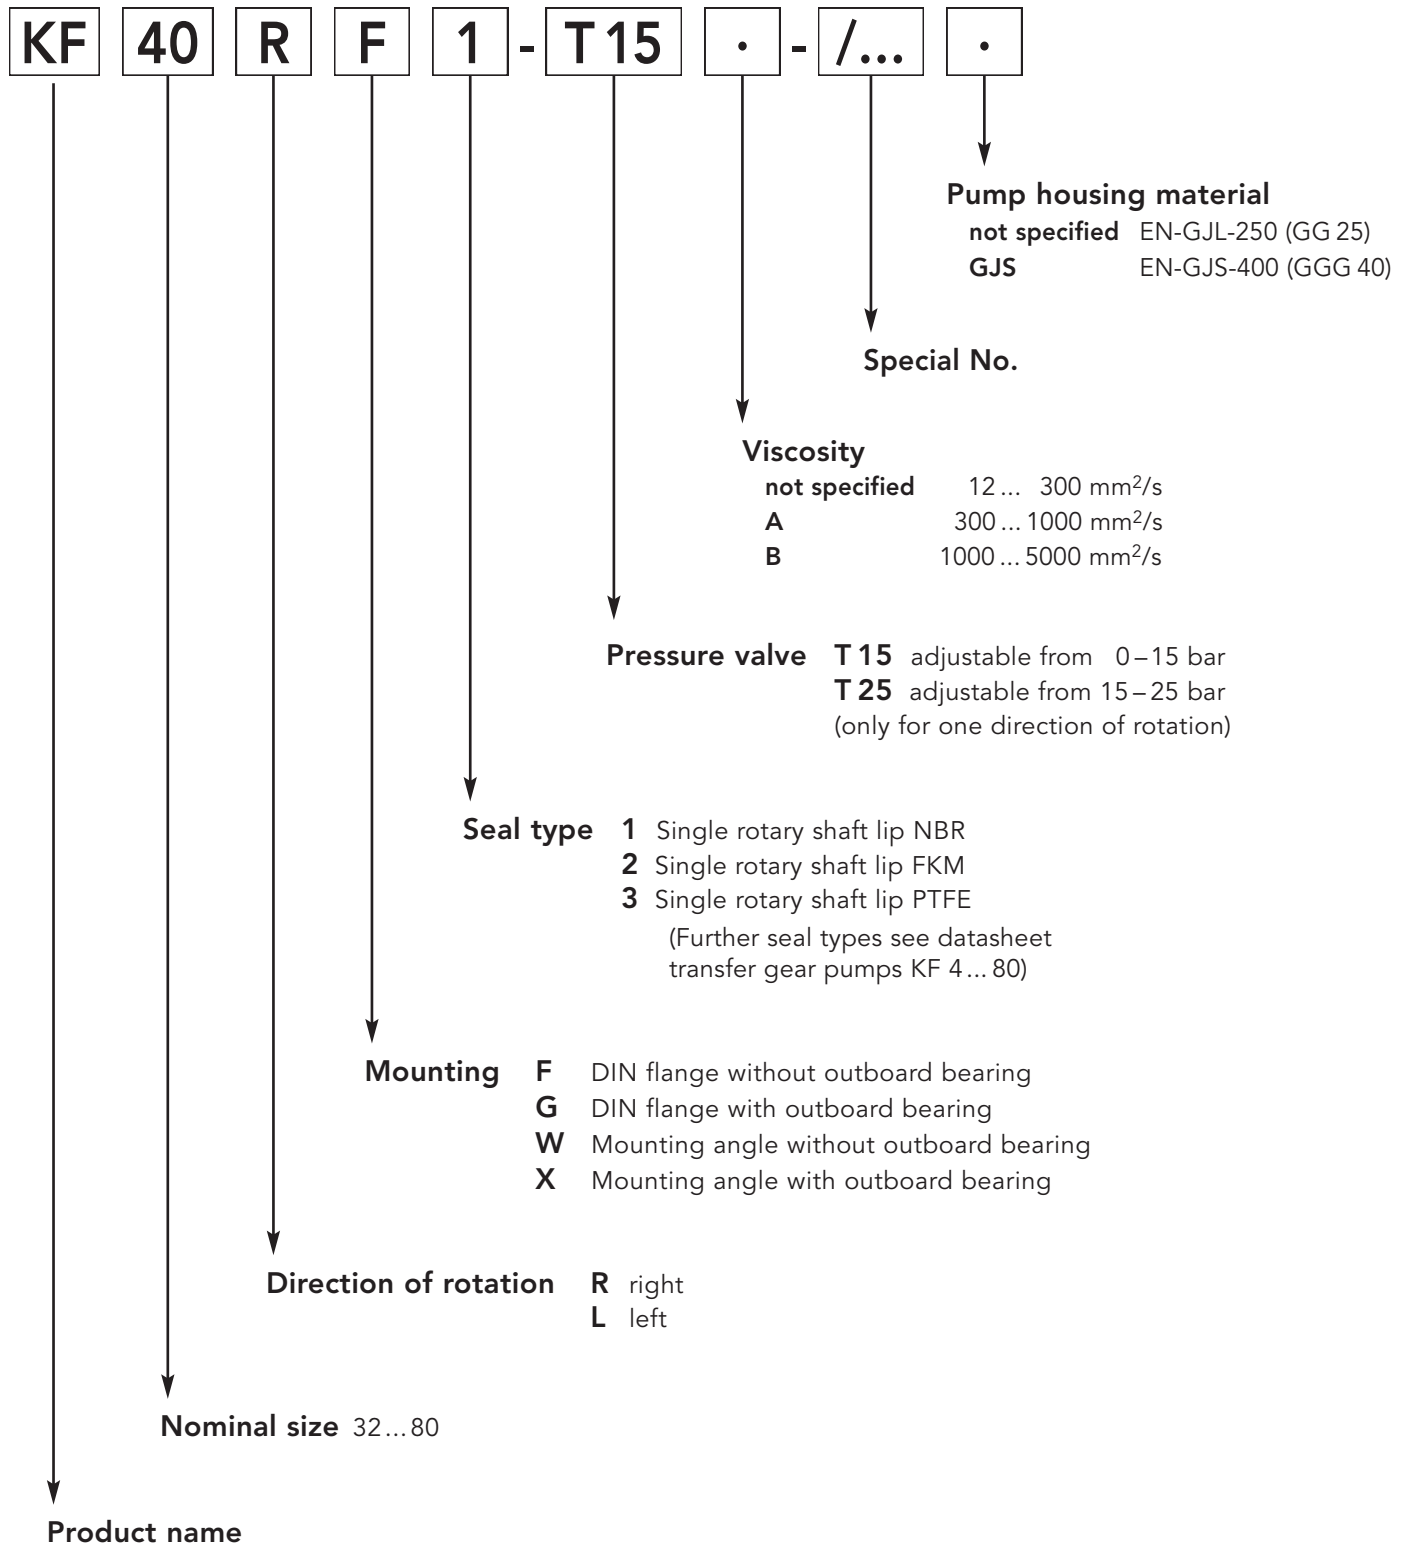 KF 40 R F 1 - T 15 · - /... ·
Pump housing material
not specified EN-GJL-250 (GG 25)
GJS EN-GJS-400 (GGG 40)
Special No.
Viscosity
not specified 12 ... 300 mm²/s
A 300 ... 1000 mm²/s
B 1000 ... 5000 mm²/s
Pressure valve T 15 adjustable from 0 – 15 bar
T 25 adjustable from 15 – 25 bar
(only for one direction of rotation)
Seal type 1 Single rotary shaft lip NBR
2 Single rotary shaft lip FKM
3 Single rotary shaft lip PTFE
(Further seal types see datasheet
transfer gear pumps KF 4 ... 80)
Mounting F DIN flange without outboard bearing
G DIN flange with outboard bearing
W Mounting angle without outboard bearing
X Mounting angle with outboard bearing
Direction of rotation R right
L left
Nominal size 32 ... 80
Product name